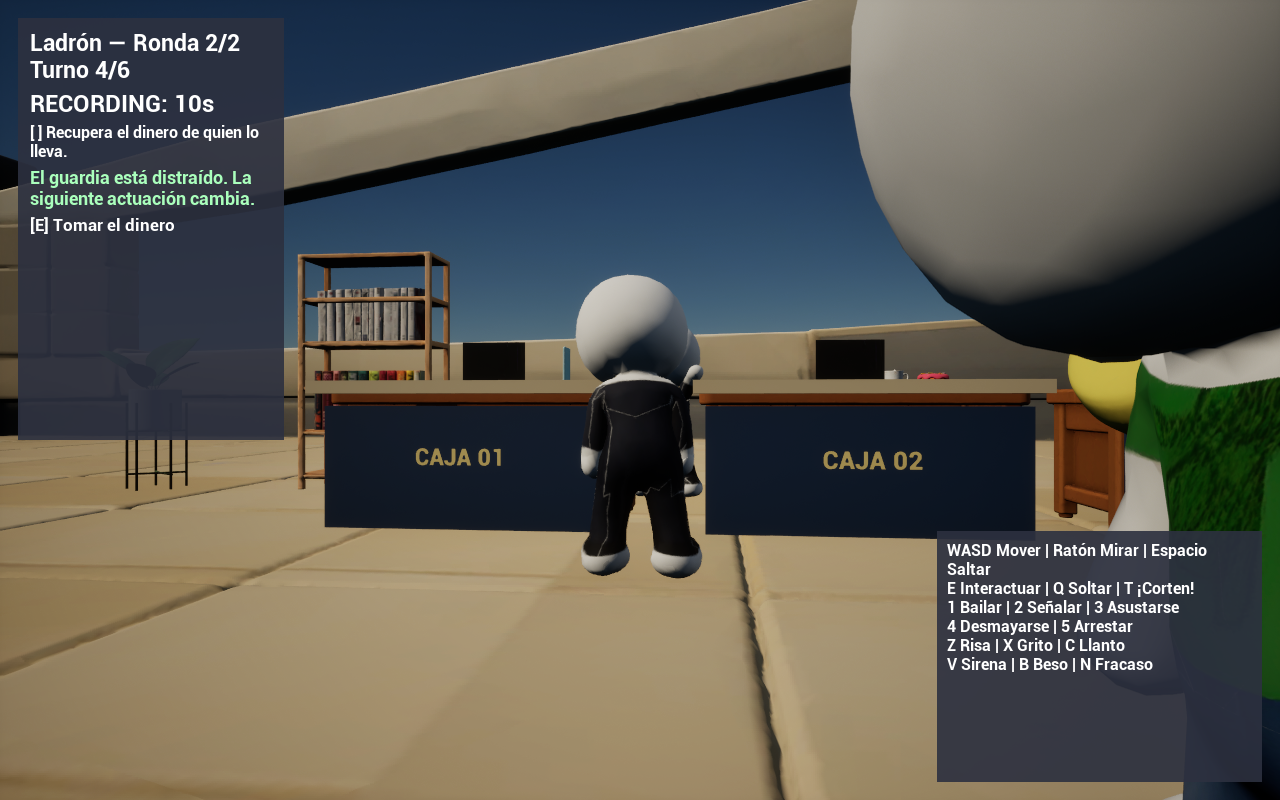 Ladrón — Ronda 2/2
Turno 4/6
RECORDING: 10s
[ ] Recupera el dinero de quien lo
lleva.
El guardia está distraído. La
siguiente actuación cambia.
[E] Tomar el dinero
CAJA 01
CAJA 02
WASD Mover | Ratón Mirar | Espacio
Saltar
E Interactuar | Q Soltar | T ¡Corten!
1 Bailar | 2 Señalar | 3 Asustarse
4 Desmayarse | 5 Arrestar
Z Risa | X Grito | C Llanto
V Sirena | B Beso | N Fracaso